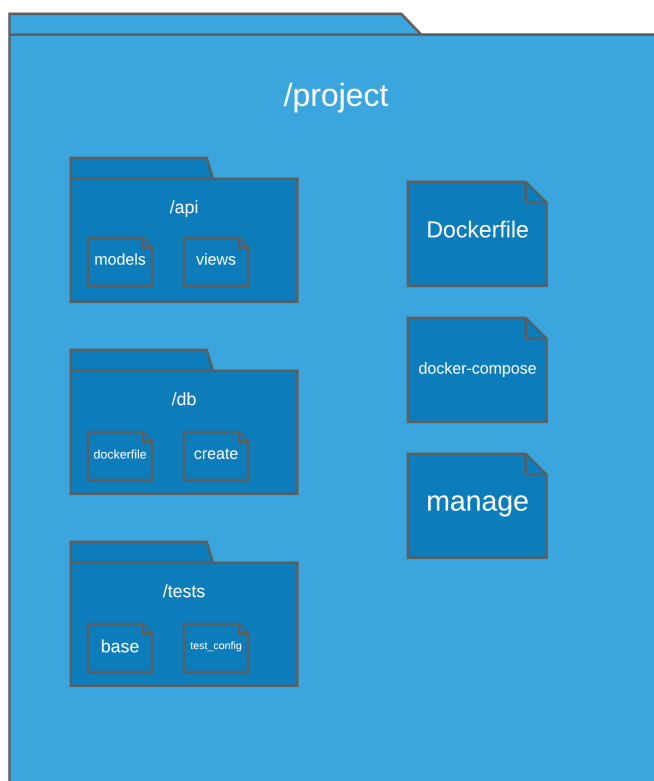 /project
/api
models
views
/db
dockerfile
create
/tests
base
test_config
Dockerfile
docker-compose
manage